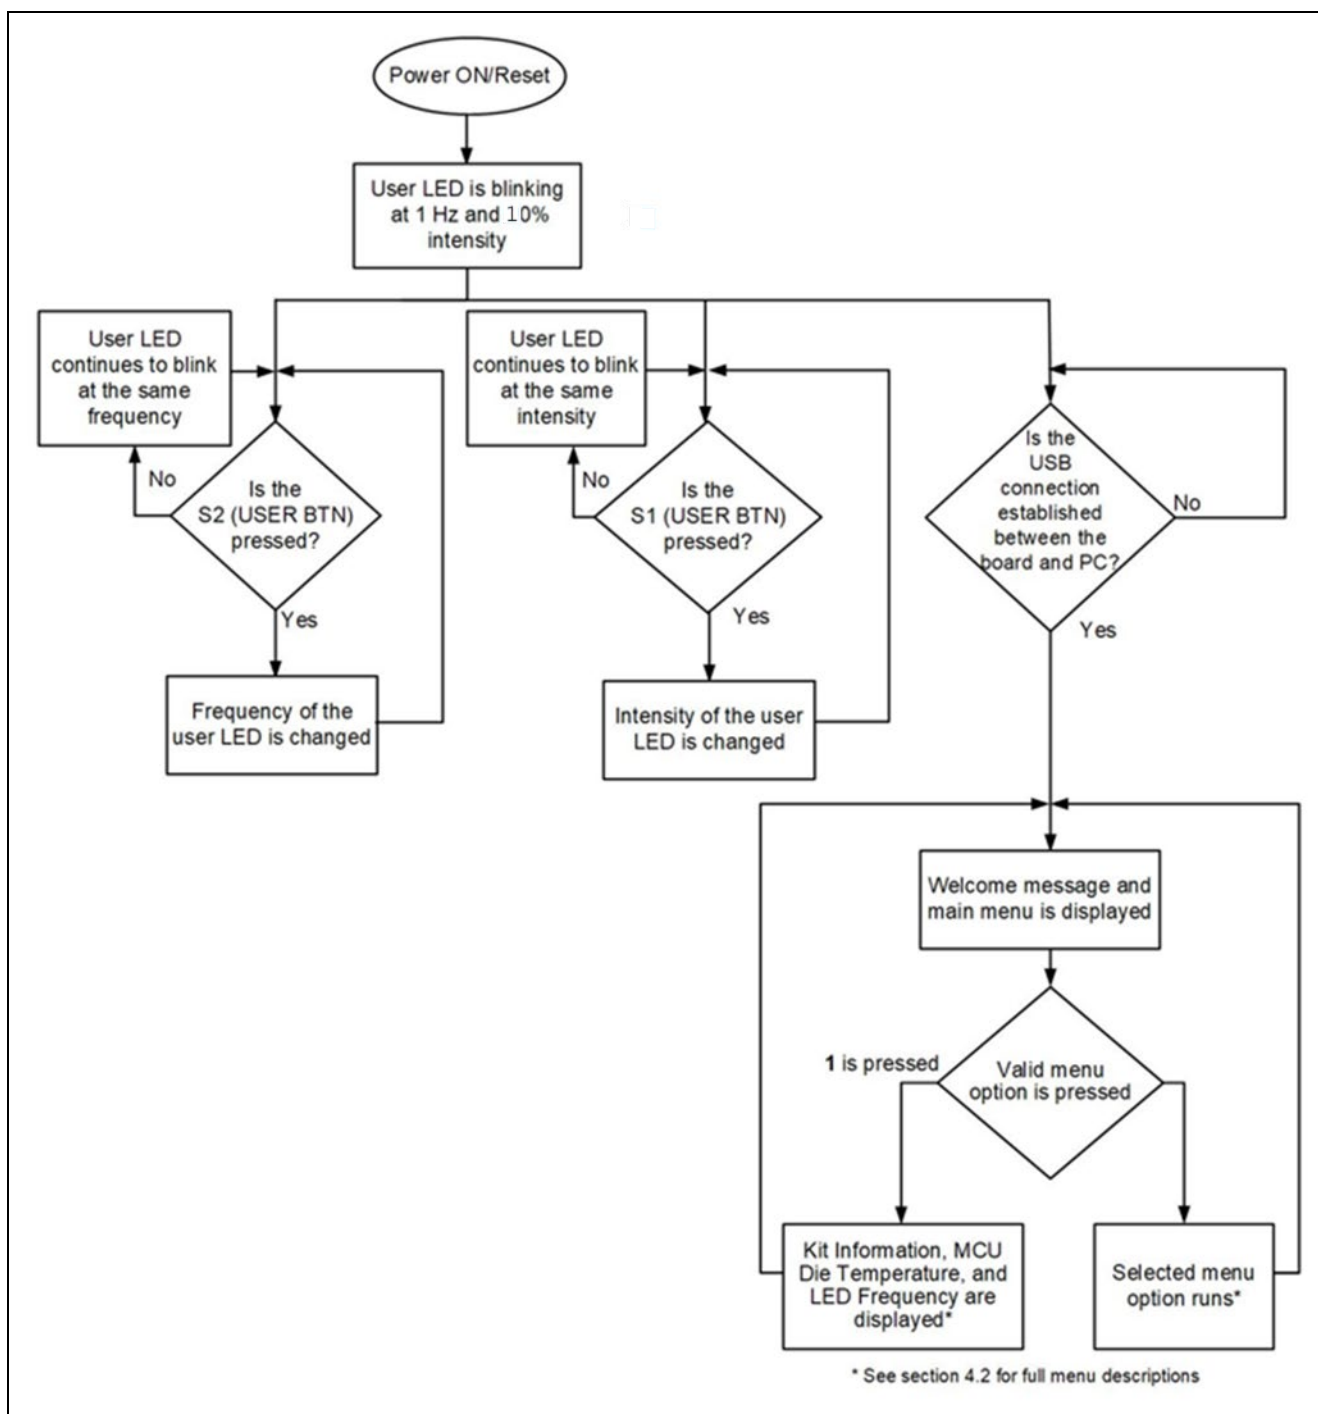 Power ON/Reset
User LED is blinking
at 1 Hz and 10%
intensity
User LED
continues to blink
at the same
frequency
No
Is the
S2 (USER BTN)
pressed?
Yes
Frequency of the
user LED is changed
User LED
continues to blink
at the same
intensity
No
Is the
S1 (USER BTN)
pressed?
Yes
Intensity of the user
LED is changed
Is the
USB
connection
established
between the
board and PC?
No
Yes
Welcome message and
main menu is displayed
Valid menu
option is pressed
1 is pressed
Kit Information, MCU
Die Temperature, and
LED Frequency are
displayed*
Selected menu
option runs*
* See section 4.2 for full menu descriptions